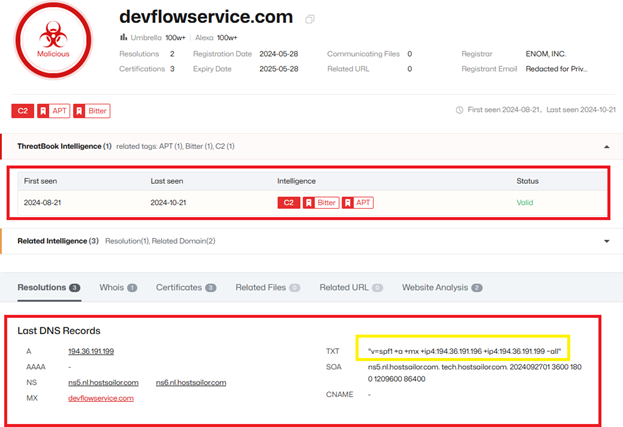 devflowservice.com
Malicious
Umbrella 100w+ Alexa 100w+
Resolutions 2 Registration Date 2024-05-28 Communicating Files 0 Registrar ENOM, INC.
Certifications 3 Expiry Date 2025-05-28 Related URL 0 Registrant Email Redacted for Priv...
C2 APT Bitter First seen 2024-08-21, Last seen 2024-10-21
ThreatBook Intelligence (1) related tags: APT (1), Bitter (1), C2 (1)
First seen Last seen Intelligence Status
2024-08-21 2024-10-21 C2 Bitter APT Valid
Related Intelligence (3) Resolution(1), Related Domain(2)
Resolutions 3 Whois 1 Certificates 3 Related Files 0 Related URL 0 Website Analysis 2
Last DNS Records
A 194.36.191.199
AAAA -
NS ns5.nl.hostsailor.com ns6.nl.hostsailor.com
MX devflowservice.com
TXT "v=spf1 +a +mx +ip4:194.36.191.196 +ip4:194.36.191.199 ~all"
SOA ns5.nl.hostsailor.com. tech.hostsailor.com. 2024092701 3600 180
0 1209600 86400
CNAME -